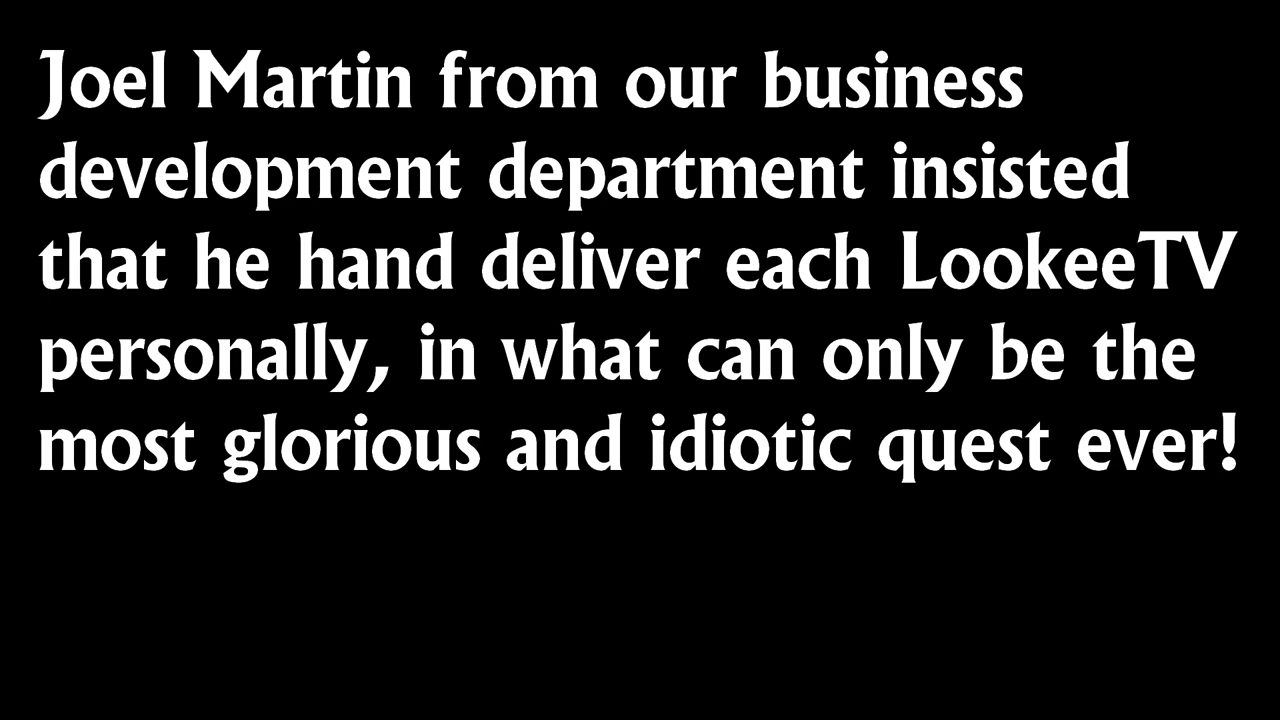 Joel Martin from our business
development department insisted
that he hand deliver each LookeeTV
personally, in what can only be the
most glorious and idiotic quest ever!